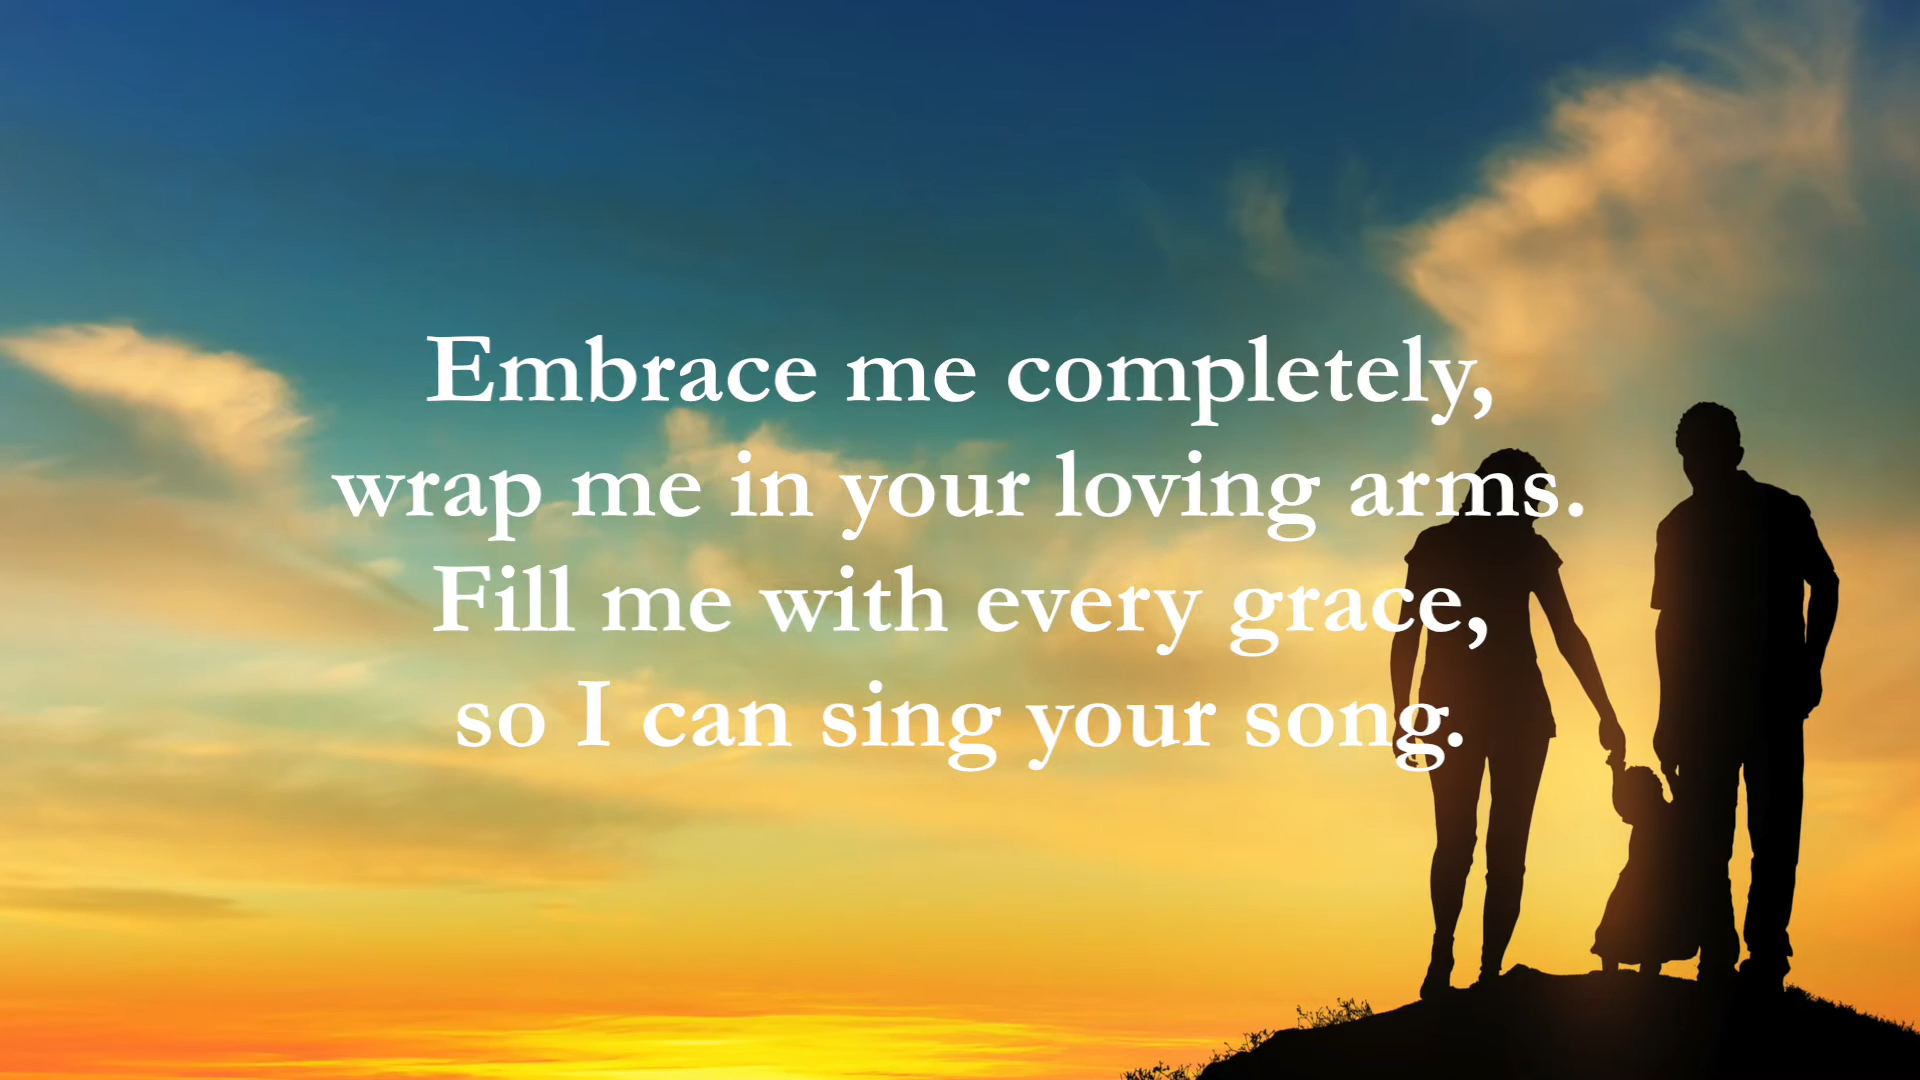 Embrace me completely,
wrap me in your loving arms.
Fill me with every grace,
so I can sing your song.